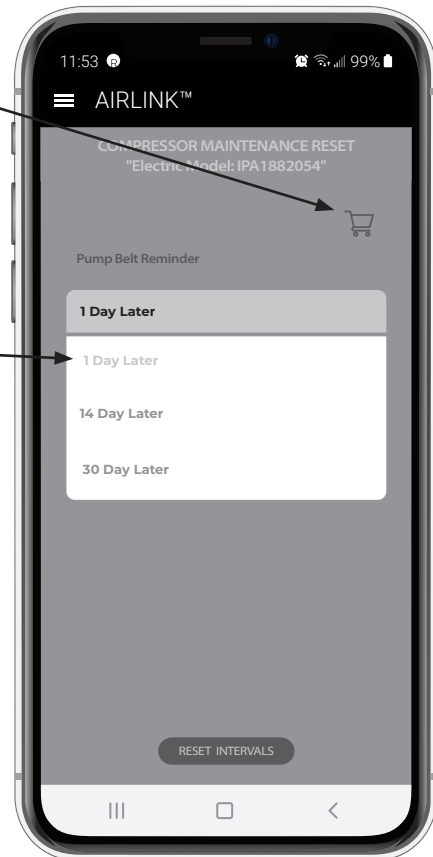 11:53 R 99%
AIRLINK™
COMPRESSOR MAINTENANCE RESET
"Electric Model: IPA1882054"
Pump Belt Reminder
1 Day Later
1 Day Later
14 Day Later
30 Day Later
RESET INTERVALS